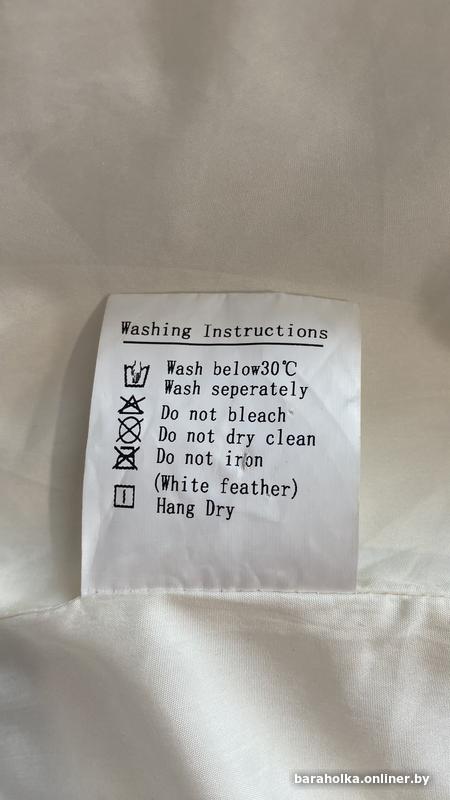 Washing Instructions
Wash below30℃
Wash seperately
Do not bleach
Do not dry clean
Do not iron
(White feather)
Hang Dry
baraholka.onliner.by